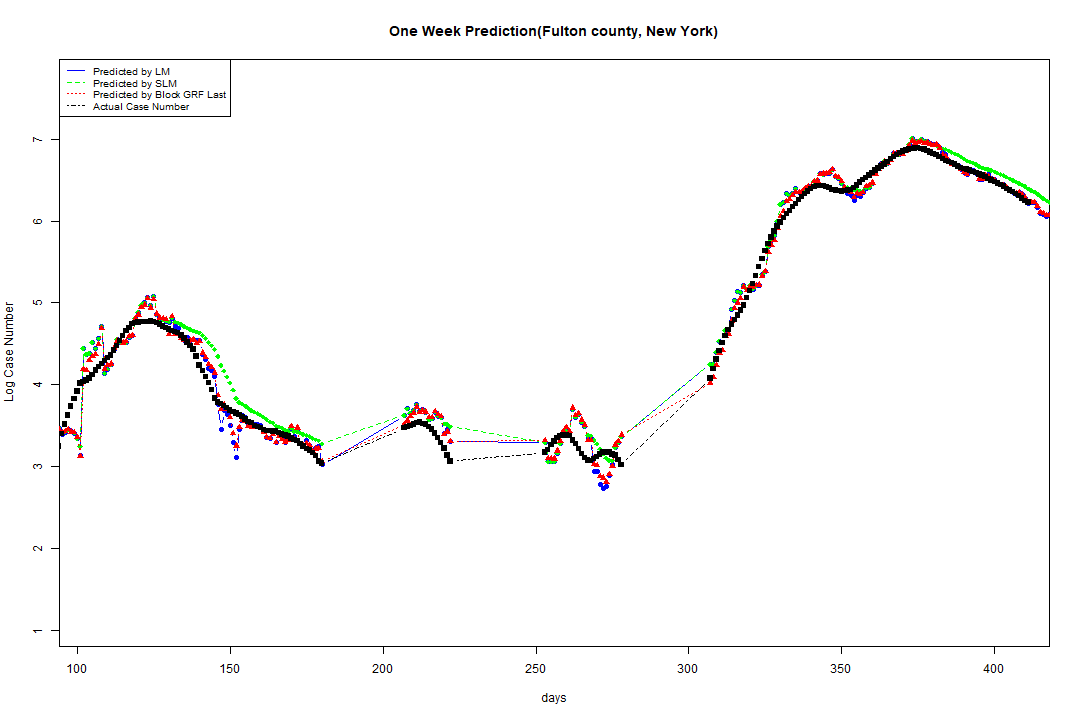 One Week Prediction(Fulton county, New York)
Predicted by LM
Predicted by SLM
Predicted by Block GRF Last
Actual Case Number
Log Case Number
7
6
5
4
3
2
1
100 150 200 250 300 350 400
days